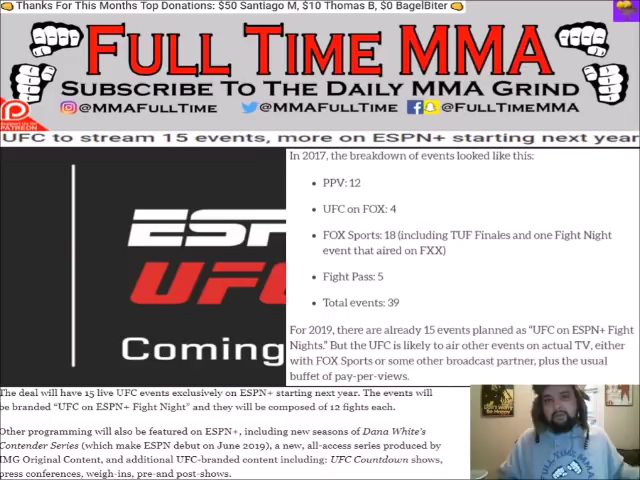 Thanks For This Months Top Donations: $50 Santiago M, $10 Thomas B, $0 BagelBiter
FULL TIME MMA
SUBSCRIBE TO THE DAILY MMA GRIND
@MMAFULLTIME @MMAFULLTIME @FULLTIMEMMA
PATREON
UFC to stream 15 events, more on ESPN+ starting next year
ESP
UFC
Coming
In 2017, the breakdown of events looked like this:
• PPV: 12
• UFC on FOX: 4
• FOX Sports: 18 (including TUF Finales and one Fight Night
event that aired on FXX)
• Fight Pass: 5
• Total events: 39
For 2019, there are already 15 events planned as “UFC on ESPN+ Fight
Nights.” But the UFC is likely to air other events on actual TV, either
with FOX Sports or some other broadcast partner, plus the usual
buffet of pay-per-views.
The deal will have 15 live UFC events exclusively on ESPN+ starting next year. The events will
be branded “UFC on ESPN+ Fight Night” and they will be composed of 12 fights each.
Other programming will also be featured on ESPN+, including new seasons of Dana White’s
Contender Series (which make ESPN debut on June 2019), a new, all-access series produced by
IMG Original Content, and additional UFC-branded content including: UFC Countdown shows,
press conferences, weigh-ins, pre-and post-shows.
FULL TIME